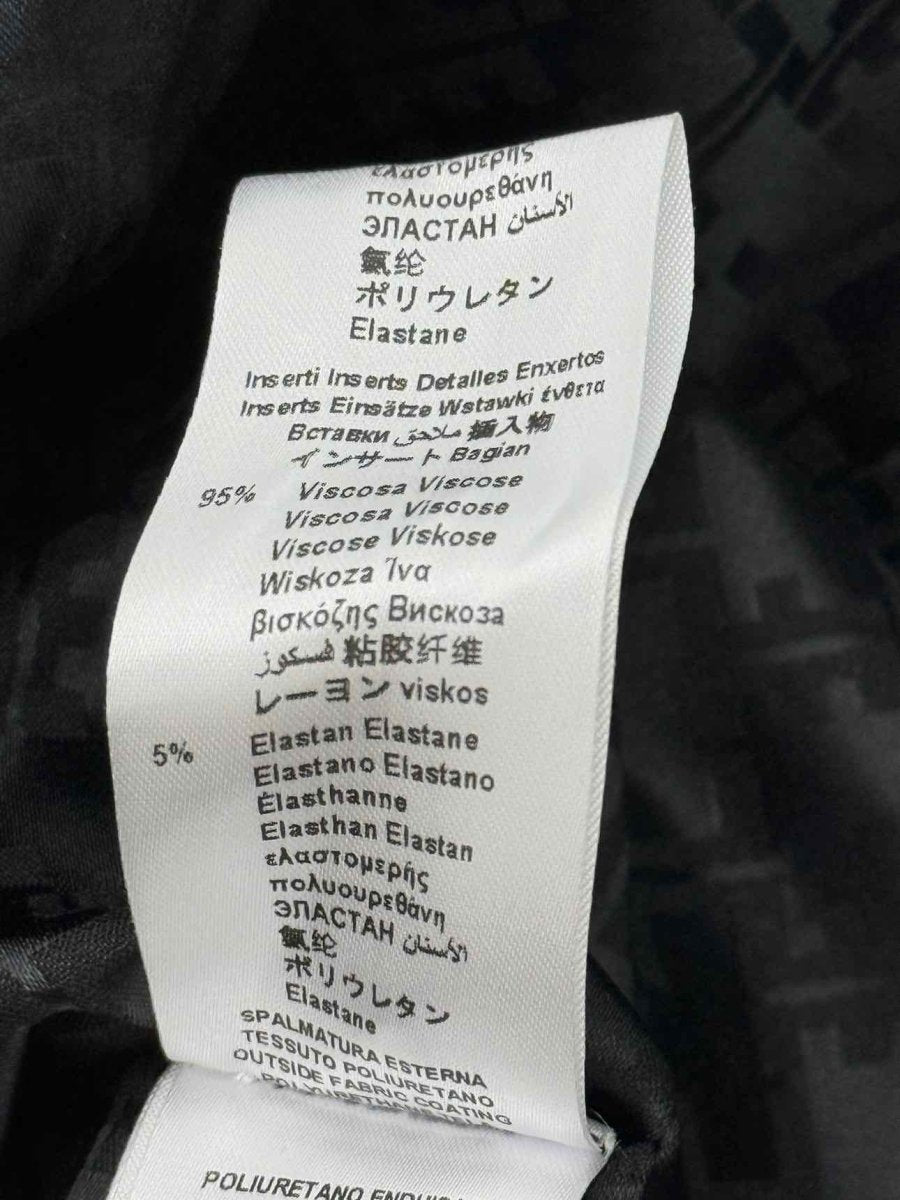 ελαστομερής
πολυουρεθάνη
ЭЛАСТАН الأستان
氨纶
ポリウレタン
Elastane
Inserti Inserts Detalles Enxertos
Inserts Einsätze Wstawki ένθετα
Вставки ملاحق 插入物
インサート Bagian
95% Viscosa Viscose
Viscosa Viscose
Viscose Viskose
Wiskoza Ίνα
βισκόζης Вискоза
فسكوز 粘胶纤维
レーヨン viskos
5% Elastan Elastane
Elastano Elastano
Élasthanne
Elasthan Elastan
ελαστομερής
πολυουρεθάνη
ЭЛАСТАН الأستان
氨纶
ポリウレタン
Elastane
SPALMATURA ESTERNA
TESSUTO POLIURETANO
OUTSIDE FABRIC COATING
POLYURETHANE
POLIURETANO